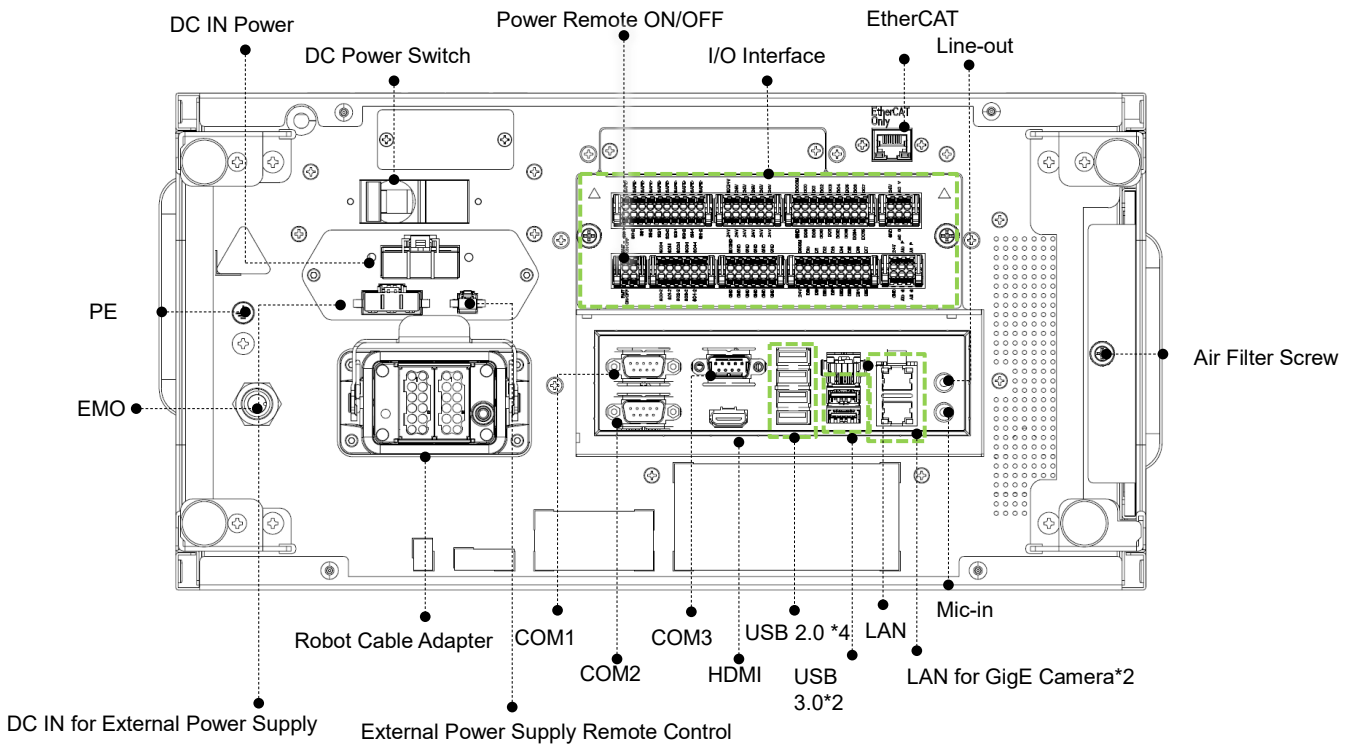 DC IN Power
Power Remote ON/OFF
EtherCAT
DC Power Switch
I/O Interface
Line-out
EtherCAT
Only
PE
Air Filter Screw
EMO
Mic-in
Robot Cable Adapter
COM1
COM3
USB 2.0 *4
LAN
COM2
HDMI
USB
3.0*2
LAN for GigE Camera*2
DC IN for External Power Supply
External Power Supply Remote Control